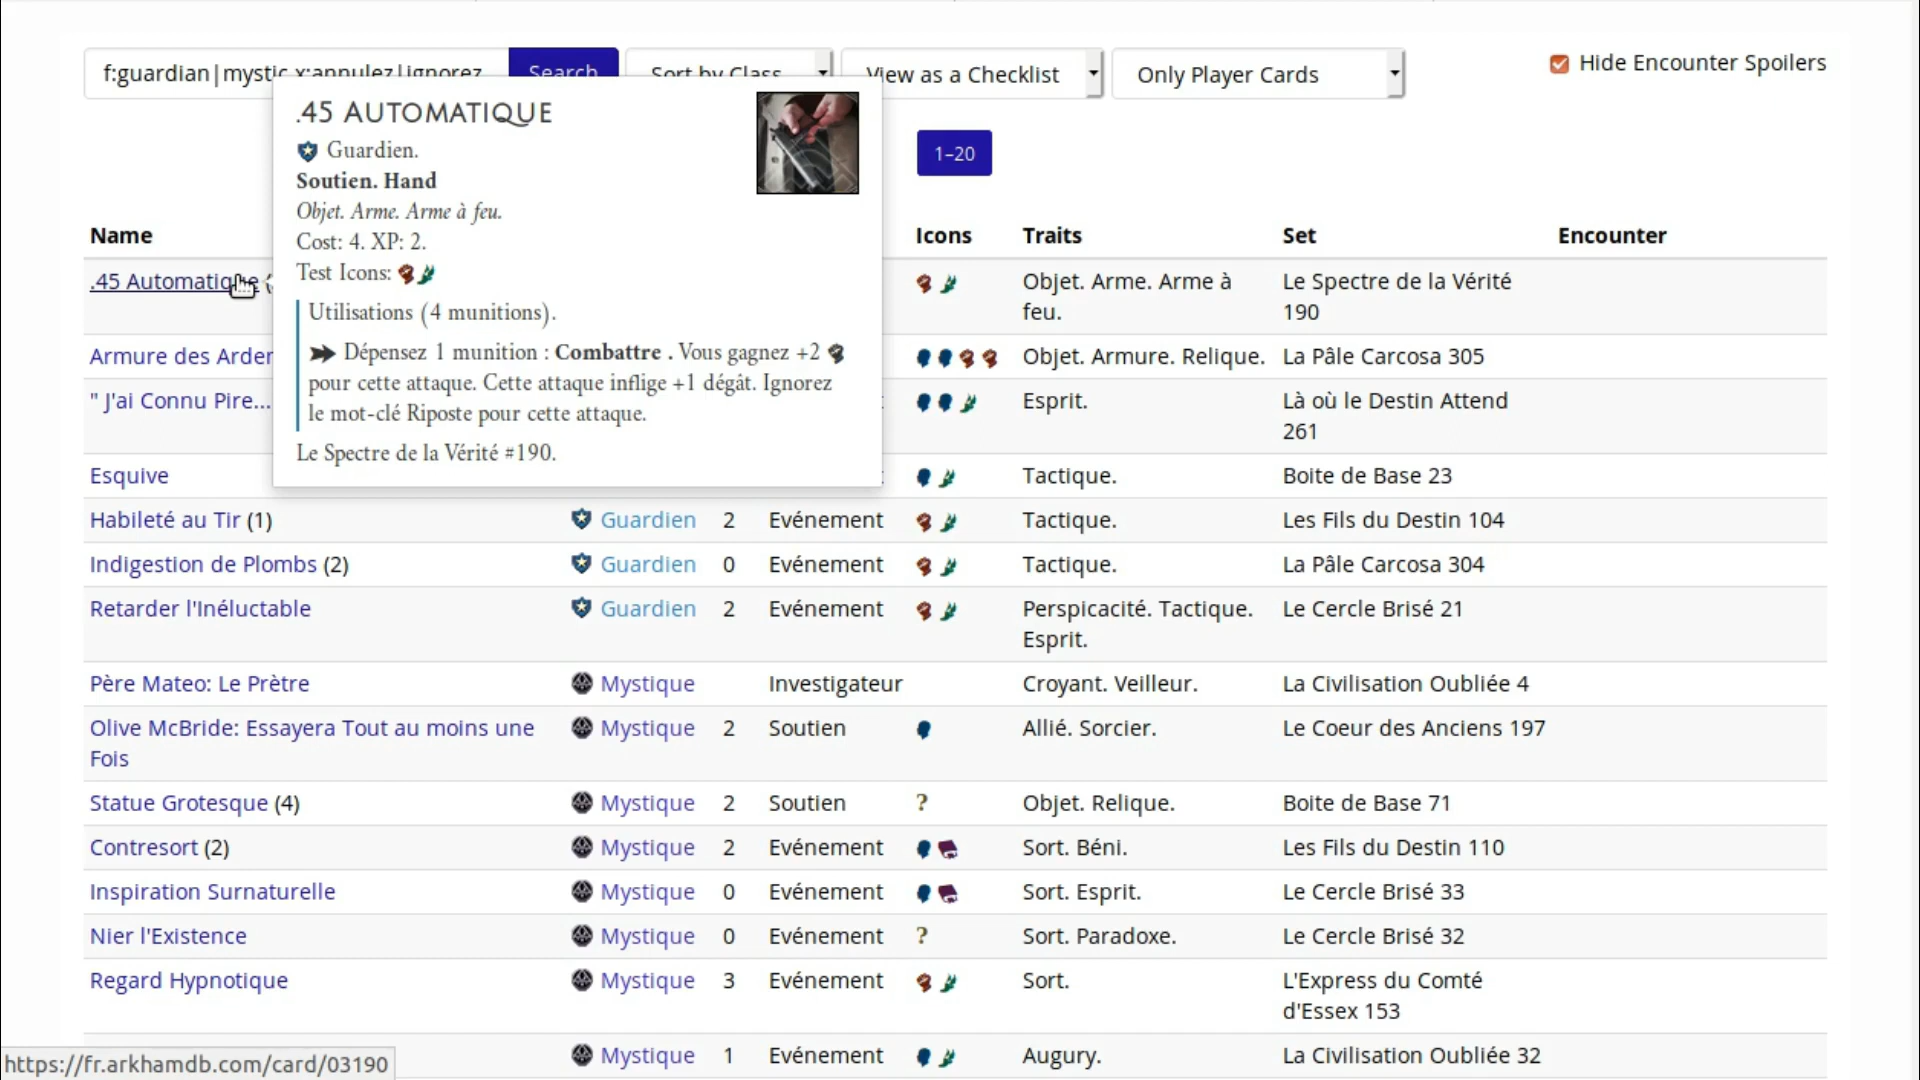 f:guardian|mystic x:annulez|ignorez Search Sort by Class View as a Checklist Only Player Cards Hide Encounter Spoilers
.45 AUTOMATIQUE
Guardien.
Soutien. Hand
Objet. Arme. Arme à feu.
Cost: 4. XP: 2.
Test Icons:
Utilisations (4 munitions).
Dépensez 1 munition : Combattre . Vous gagnez +2
pour cette attaque. Cette attaque inflige +1 dégât. Ignorez
le mot-clé Riposte pour cette attaque.
Le Spectre de la Vérité #190.
1–20
Name Icons Traits Set Encounter
.45 Automatique Objet. Arme. Arme à Le Spectre de la Vérité
feu. 190
Armure des Arden Objet. Armure. Relique. La Pâle Carcosa 305
" J'ai Connu Pire... Esprit. Là où le Destin Attend
261
Esquive Tactique. Boite de Base 23
Habileté au Tir (1) Guardien 2 Evénement Tactique. Les Fils du Destin 104
Indigestion de Plombs (2) Guardien 0 Evénement Tactique. La Pâle Carcosa 304
Retarder l'Inéluctable Guardien 2 Evénement Perspicacité. Tactique. Le Cercle Brisé 21
Esprit.
Père Mateo: Le Prètre Mystique Investigateur Croyant. Veilleur. La Civilisation Oubliée 4
Olive McBride: Essayera Tout au moins une Mystique 2 Soutien Allié. Sorcier. Le Coeur des Anciens 197
Fois
Statue Grotesque (4) Mystique 2 Soutien ? Objet. Relique. Boite de Base 71
Contresort (2) Mystique 2 Evénement Sort. Béni. Les Fils du Destin 110
Inspiration Surnaturelle Mystique 0 Evénement Sort. Esprit. Le Cercle Brisé 33
Nier l'Existence Mystique 0 Evénement ? Sort. Paradoxe. Le Cercle Brisé 32
Regard Hypnotique Mystique 3 Evénement Sort. L'Express du Comté
d'Essex 153
Mystique 1 Evénement Augury. La Civilisation Oubliée 32
https://fr.arkhamdb.com/card/03190